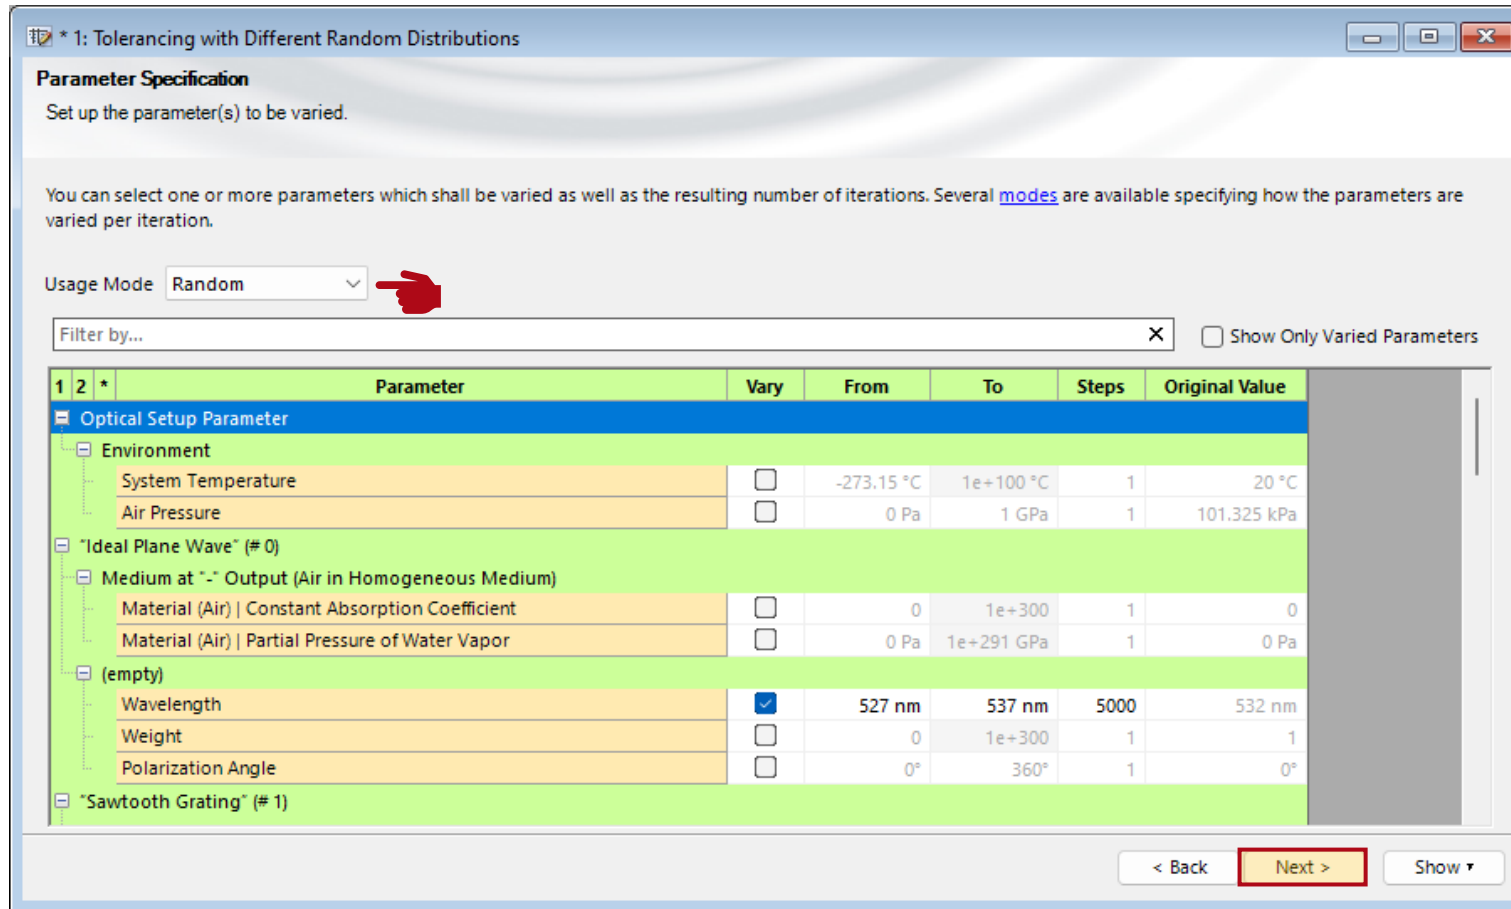 * 1: Tolerancing with Different Random Distributions
Parameter Specification
Set up the parameter(s) to be varied.
You can select one or more parameters which shall be varied as well as the resulting number of iterations. Several modes are available specifying how the parameters are
varied per iteration.
Usage Mode Random
Filter by... Show Only Varied Parameters
1 2 * Parameter Vary From To Steps Original Value
Optical Setup Parameter
Environment
System Temperature -273.15 °C 1e+100 °C 1 20 °C
Air Pressure 0 Pa 1 GPa 1 101.325 kPa
"Ideal Plane Wave" (# 0)
Medium at "-" Output (Air in Homogeneous Medium)
Material (Air) | Constant Absorption Coefficient 0 1e+300 1 0
Material (Air) | Partial Pressure of Water Vapor 0 Pa 1e+291 GPa 1 0 Pa
(empty)
Wavelength 527 nm 537 nm 5000 532 nm
Weight 0 1e+300 1 1
Polarization Angle 0° 360° 1 0°
"Sawtooth Grating" (# 1)
< Back Next > Show